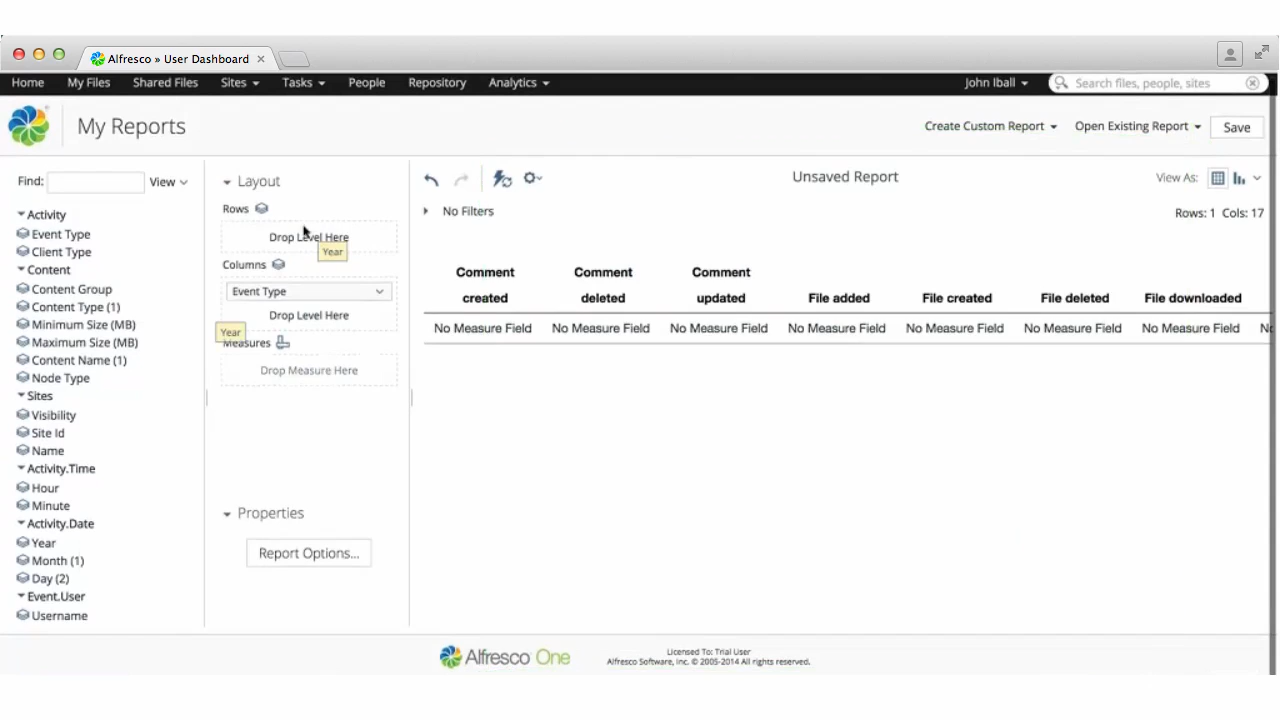 Alfresco » User Dashboard
Home My Files Shared Files Sites Tasks People Repository Analytics John Iball Search files, people, sites
My Reports Create Custom Report Open Existing Report Save
Find: View
Activity
Event Type
Client Type
Content
Content Group
Content Type (1)
Minimum Size (MB)
Maximum Size (MB)
Content Name (1)
Node Type
Sites
Visibility
Site Id
Name
Activity.Time
Hour
Minute
Activity.Date
Year
Month (1)
Day (2)
Event.User
Username
Layout
Rows
Drop Level Here
Year
Columns
Event Type
Drop Level Here
Year
Measures
Drop Measure Here
Properties
Report Options...
Unsaved Report
View As:
No Filters
Rows: 1 Cols: 17
Comment created Comment deleted Comment updated File added File created File deleted File downloaded
No Measure Field No Measure Field No Measure Field No Measure Field No Measure Field No Measure Field No Measure Field
Alfresco One
Licensed To: Trial User
Alfresco Software, Inc. © 2005-2014 All rights reserved.